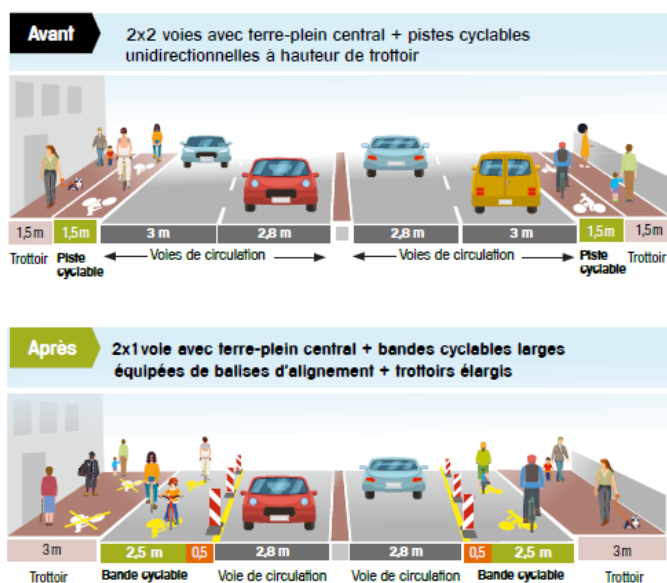 Avant
2x2 voies avec terre-plein central + pistes cyclables
unidirectionnelles à hauteur de trottoir
1,5m 1,5m 3 m 2,8 m 2,8 m 3 m 1,5m 1,5m
Trottoir Piste cyclable Voies de circulation Voies de circulation Piste cyclable Trottoir
Après
2x1 voie avec terre-plein central + bandes cyclables larges
équipées de balises d'alignement + trottoirs élargis
3m 2,5 m 0,5 2,8 m 2,8 m 0,5 2,5 m 3 m
Trottoir Bande cyclable Voie de circulation Voie de circulation Bande cyclable Trottoir